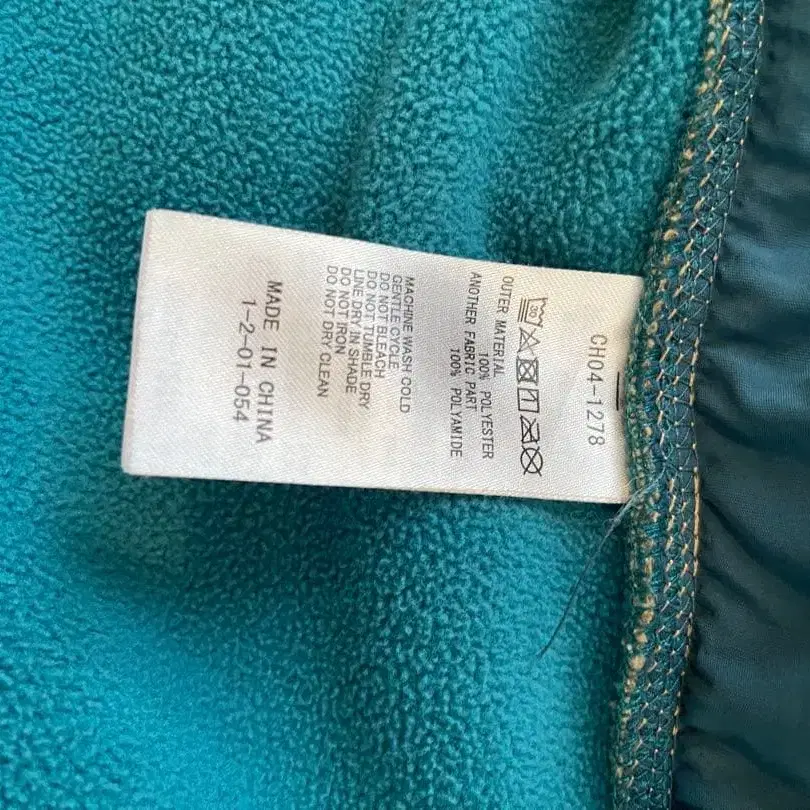 CH04-1278
30
OUTER MATERIAL
100% POLYESTER
ANOTHER FABRIC PART
100% POLYAMIDE
MACHINE WASH COLD
GENTLE CYCLE
DO NOT BLEACH
DO NOT TUMBLE DRY
LINE DRY IN SHADE
DO NOT IRON
DO NOT DRY CLEAN
MADE IN CHINA
1-2-01-054